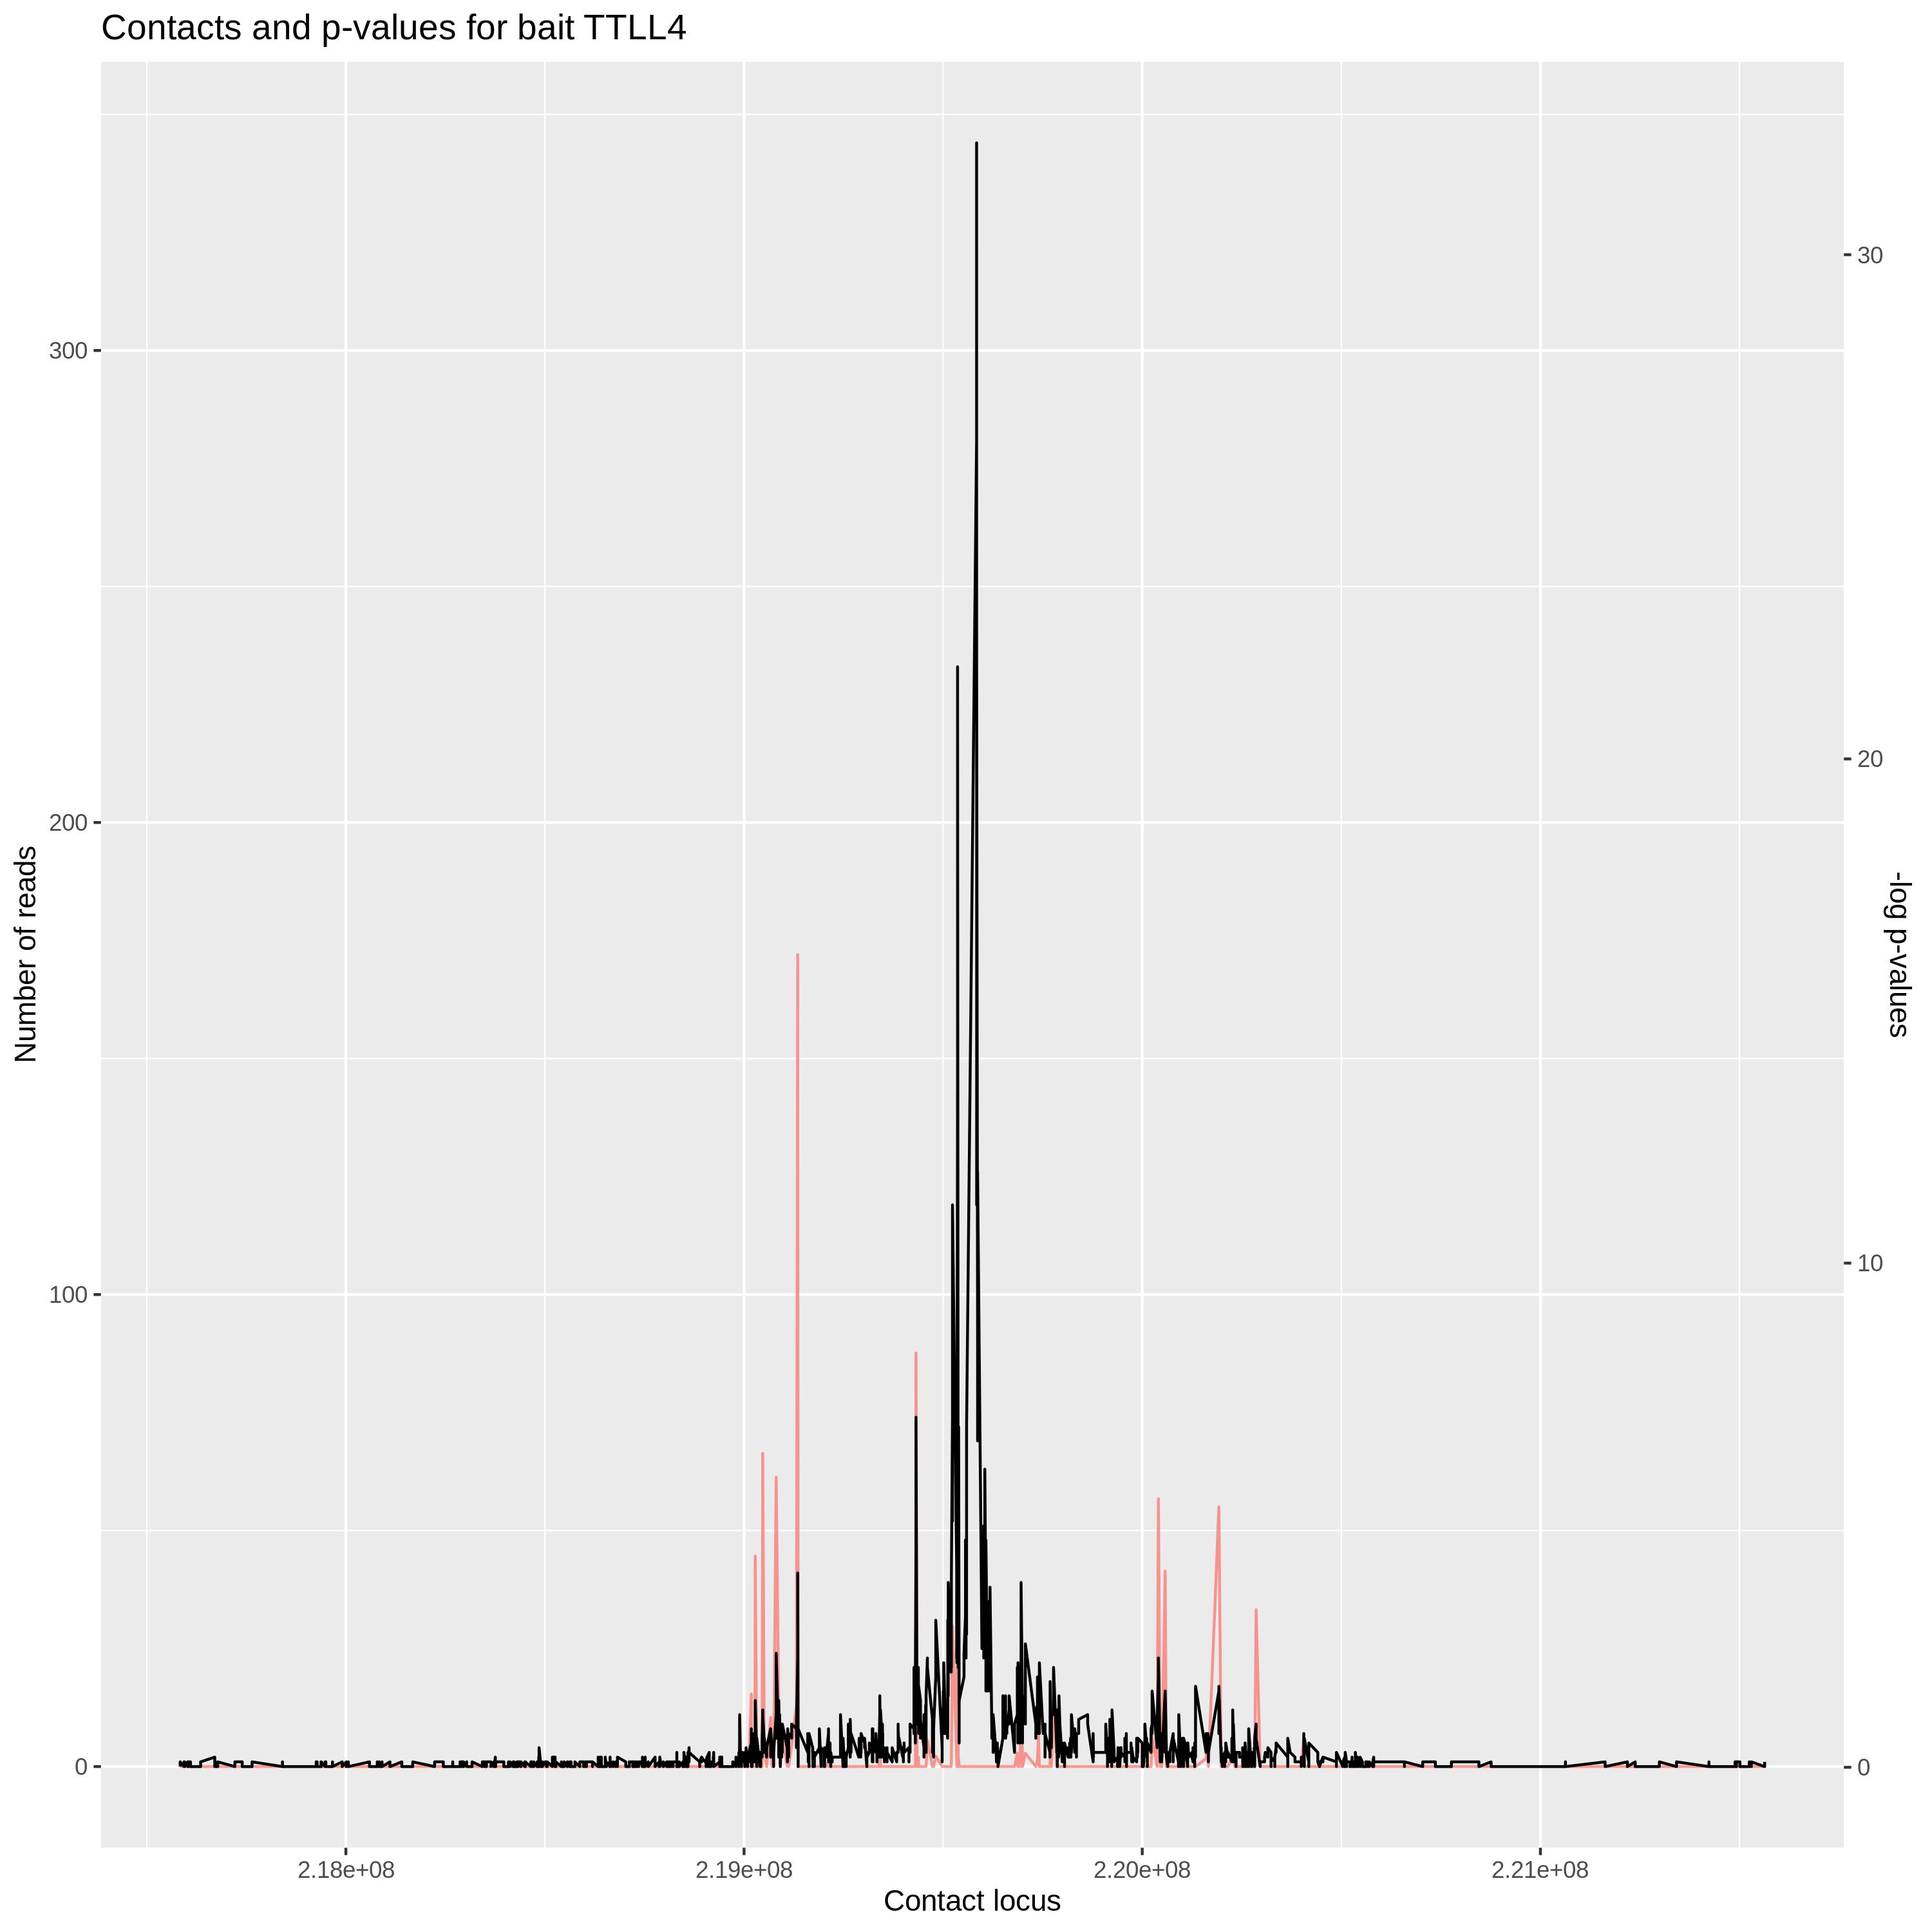 Contacts and p-values for bait TTLL4
300
200
100
0
Number of reads
30
20
10
0
-log p-values
2.18e+08 2.19e+08 2.20e+08 2.21e+08
Contact locus